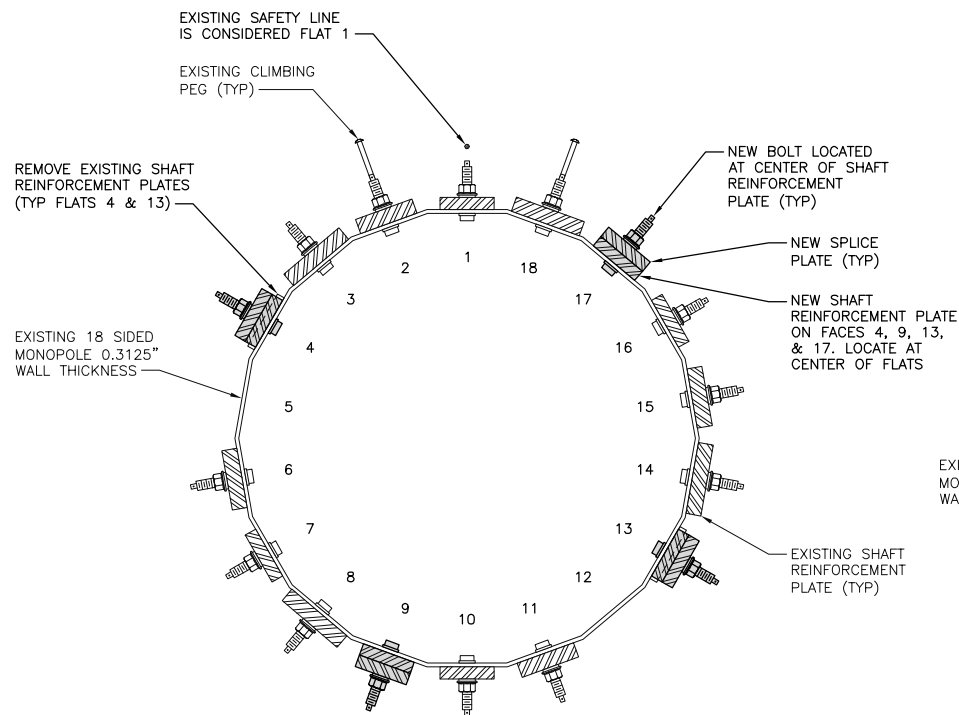 EXISTING SAFETY LINE
IS CONSIDERED FLAT 1
EXISTING CLIMBING
PEG (TYP)
REMOVE EXISTING SHAFT
REINFORCEMENT PLATES
(TYP FLATS 4 & 13)
EXISTING 18 SIDED
MONOPOLE 0.3125"
WALL THICKNESS
NEW BOLT LOCATED
AT CENTER OF SHAFT
REINFORCEMENT
PLATE (TYP)
NEW SPLICE
PLATE (TYP)
NEW SHAFT
REINFORCEMENT PLATE
ON FACES 4, 9, 13,
& 17. LOCATE AT
CENTER OF FLATS
EXISTING SHAFT
REINFORCEMENT
PLATE (TYP)
1
2
3
4
5
6
7
8
9
10
11
12
13
14
15
16
17
18